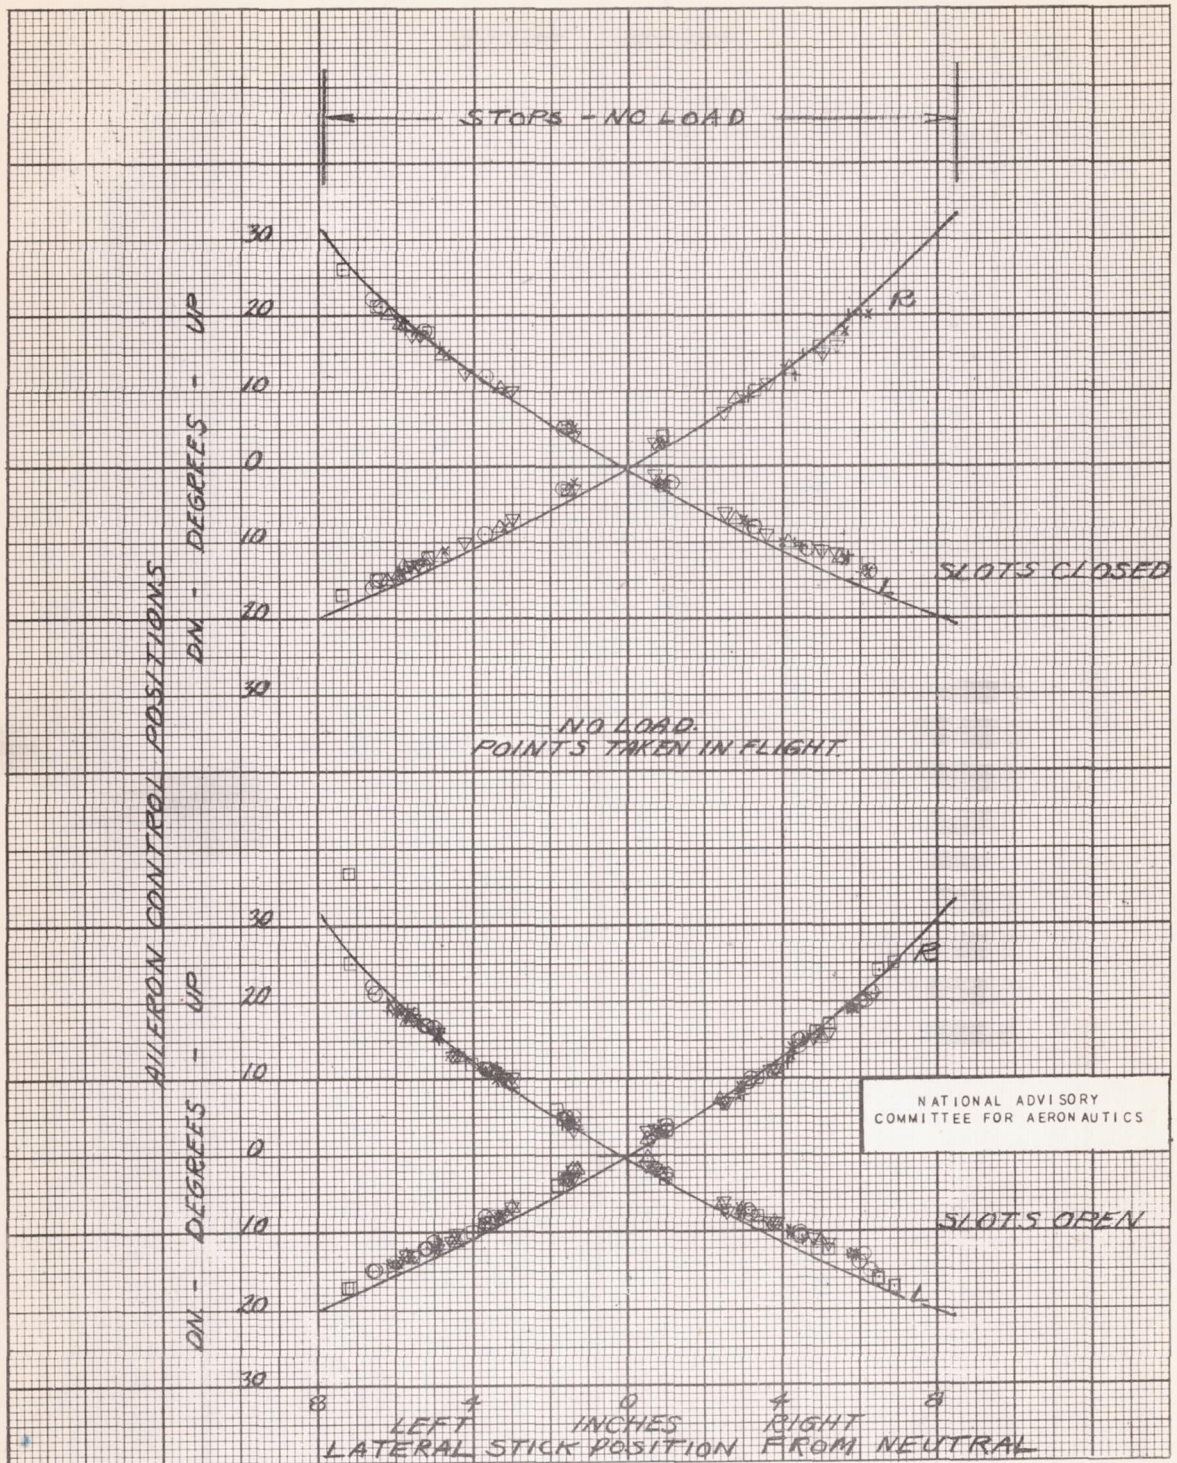 STOPS - NO LOAD
30
20
10
0
10
20
30
DN. - DEGREES - UP
R
L
SLOTS CLOSED
AILERON CONTROL POSITIONS
NO LOAD.
POINTS TAKEN IN FLIGHT.
30
20
10
0
10
20
30
DN. - DEGREES - UP
R
L
NATIONAL ADVISORY
COMMITTEE FOR AERONAUTICS
SLOTS OPEN
8 4 0 4 8
LEFT INCHES RIGHT
LATERAL STICK POSITION FROM NEUTRAL